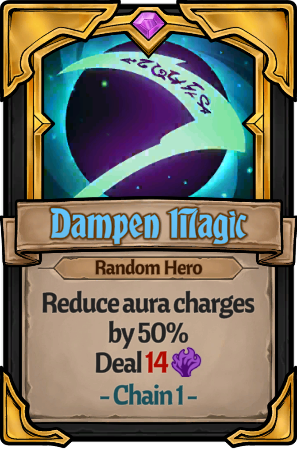 Dampen Magic
Random Hero
Reduce aura charges
by 50%
Deal 14
- Chain 1 -